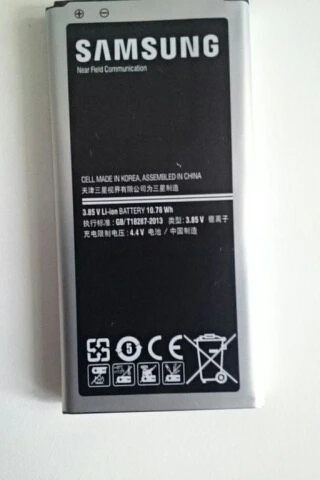 SAMSUNG
Near Field Communication
CELL MADE IN KOREA, ASSEMBLED IN CHINA
天津三星视界有限公司为三星制造
3.85 V Li-ion BATTERY 10.78 Wh
执行标准 : GB/T18287-2013 类型: 3.85 V 锂离子
充电限制电压 : 4.4 V 电池 / 中国制造
5
CE